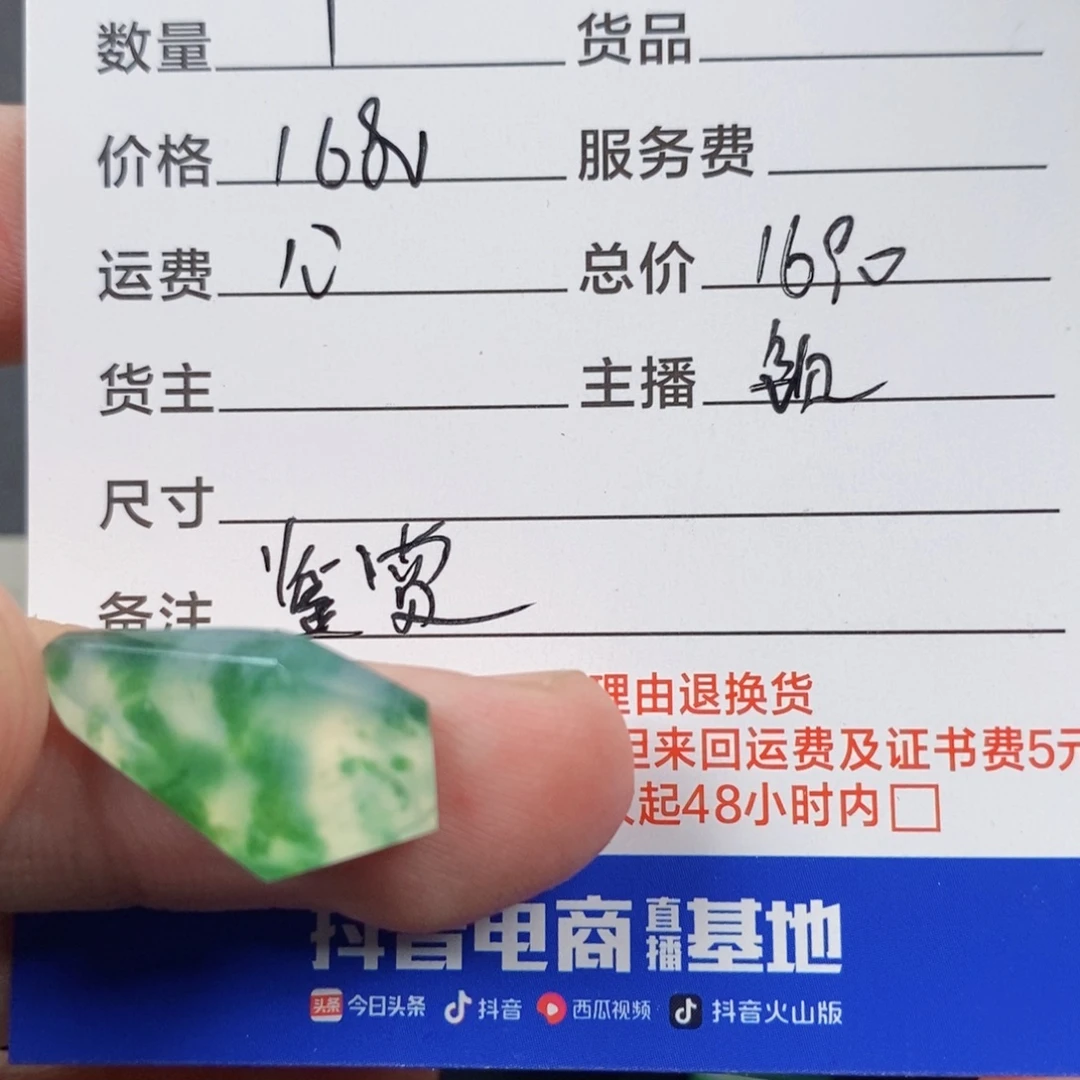 数量 1 货品
价格 1680 服务费
运费 10 总价 1690
货主 主播
尺寸
备注 鉴赏
理由退换货
担来回运费及证书费5元
起48小时内
抖音电商直播基地
头条 今日头条 抖音 西瓜视频 抖音火山版